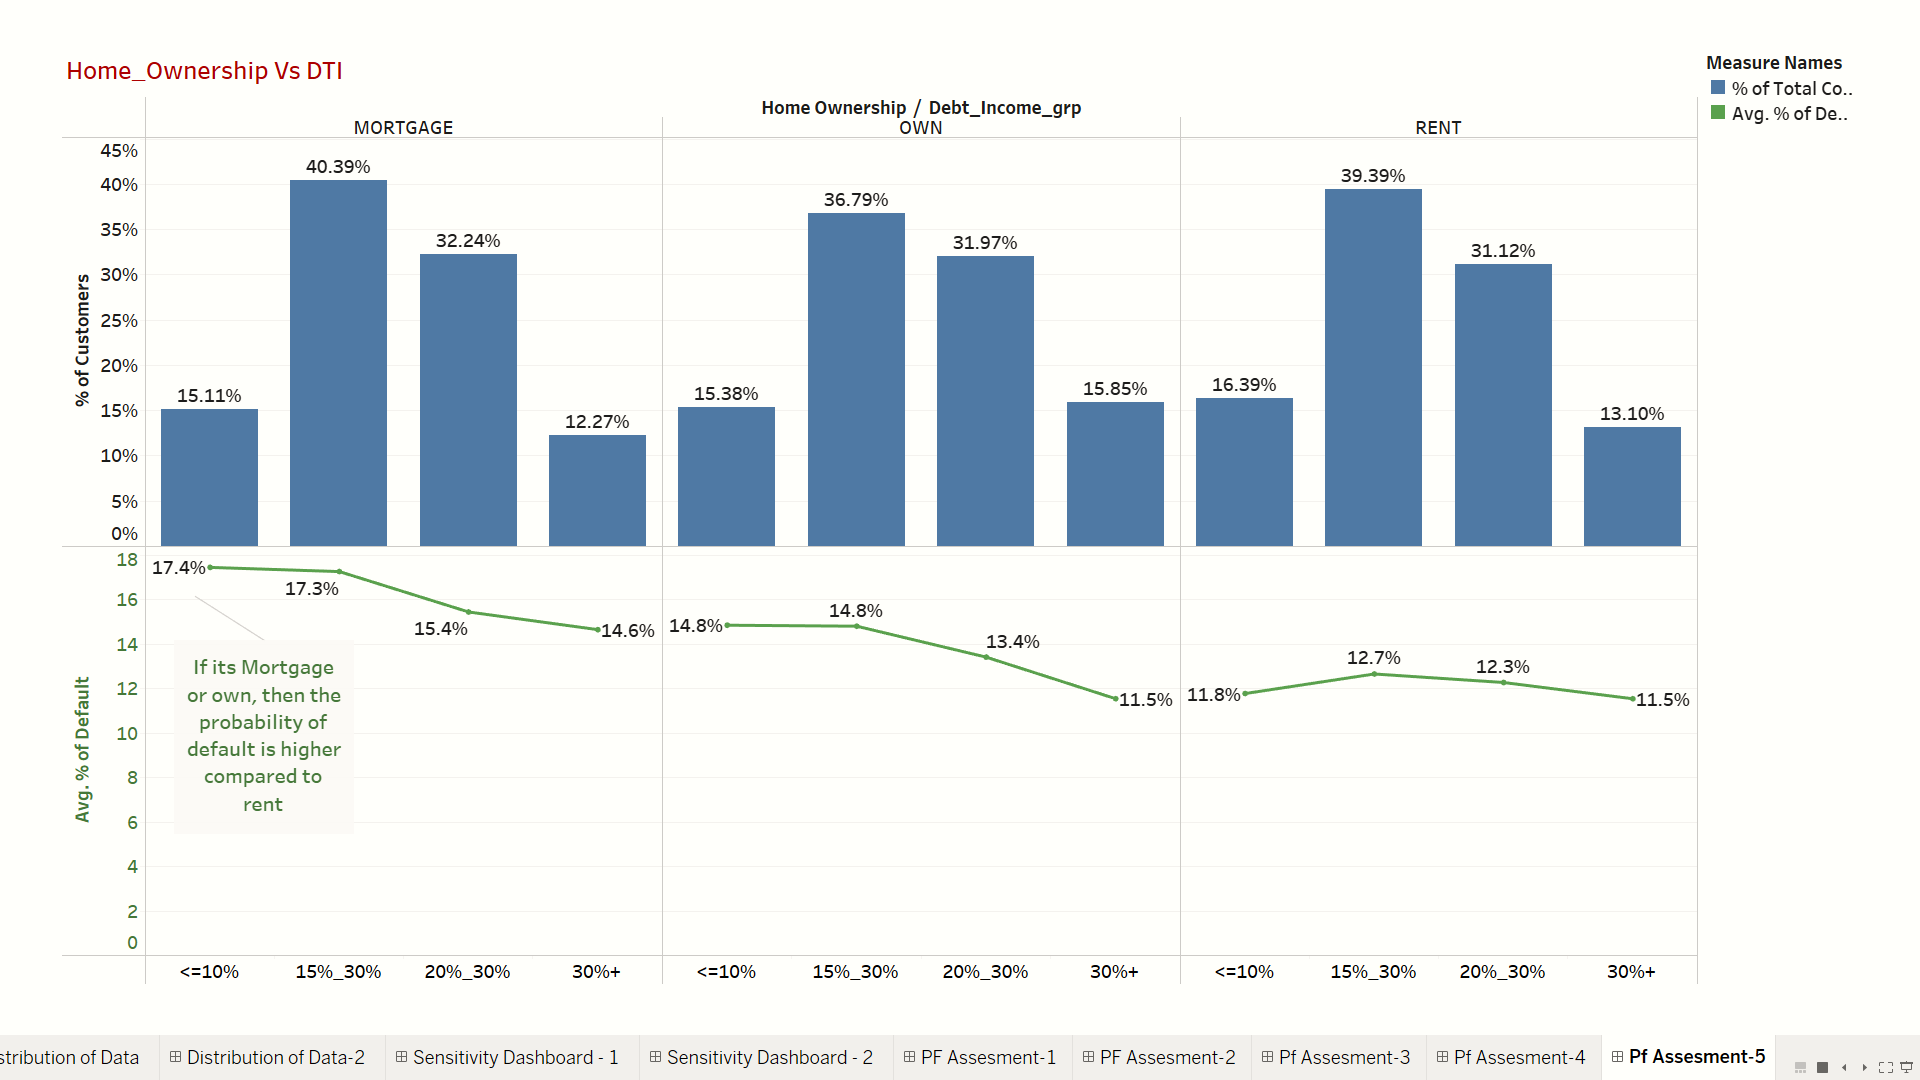 Home_Ownership Vs DTI
Measure Names
% of Total Co..
Avg. % of De..
Home Ownership / Debt_Income_grp
MORTGAGE OWN RENT
% of Customers
45%
40%
35%
30%
25%
20%
15%
10%
5%
0%
15.11% 40.39% 32.24% 12.27%
15.38% 36.79% 31.97% 15.85%
16.39% 39.39% 31.12% 13.10%
Avg. % of Default
18
16
14
12
10
8
6
4
2
0
17.4% 17.3% 15.4% 14.6%
14.8% 14.8% 13.4% 11.5%
11.8% 12.7% 12.3% 11.5%
If its Mortgage
or own, then the
probability of
default is higher
compared to
rent
<=10% 15%_30% 20%_30% 30%+ <=10% 15%_30% 20%_30% 30%+ <=10% 15%_30% 20%_30% 30%+
stribution of Data Distribution of Data-2 Sensitivity Dashboard - 1 Sensitivity Dashboard - 2 PF Assesment-1 PF Assesment-2 Pf Assesment-3 Pf Assesment-4 Pf Assesment-5